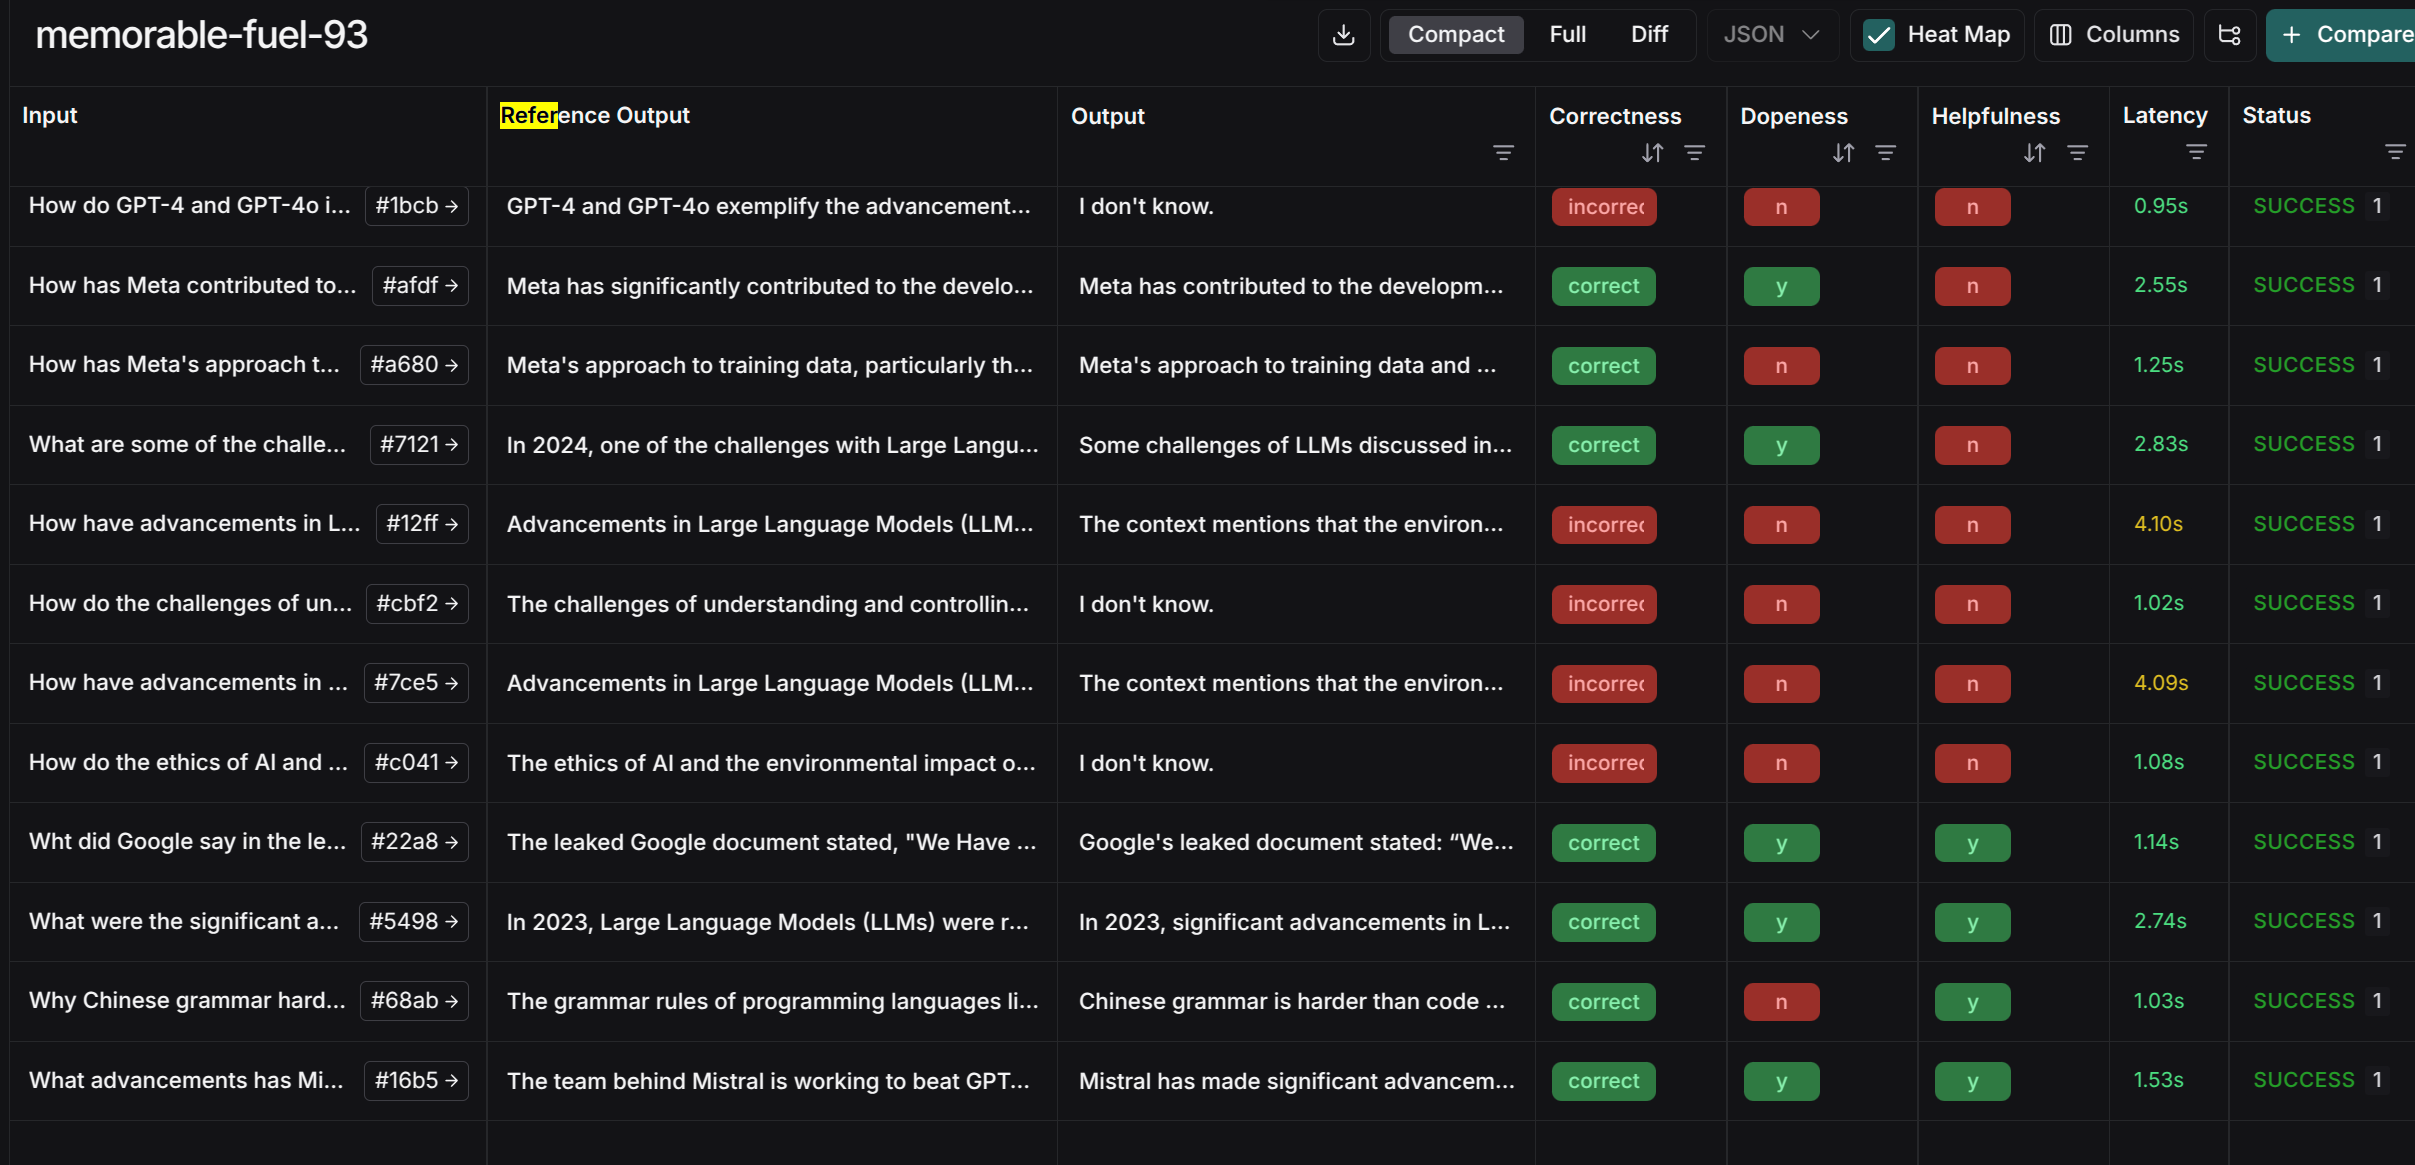 memorable-fuel-93
Compact Full Diff JSON Heat Map Columns + Compare
Input Reference Output Output Correctness Dopeness Helpfulness Latency Status
How do GPT-4 and GPT-4o i... #1bcb → GPT-4 and GPT-4o exemplify the advancement... I don't know. incorrec n n 0.95s SUCCESS 1
How has Meta contributed to... #afdf → Meta has significantly contributed to the develo... Meta has contributed to the developm... correct y n 2.55s SUCCESS 1
How has Meta's approach t... #a680 → Meta's approach to training data, particularly th... Meta's approach to training data and ... correct n n 1.25s SUCCESS 1
What are some of the challe... #7121 → In 2024, one of the challenges with Large Langu... Some challenges of LLMs discussed in... correct y n 2.83s SUCCESS 1
How have advancements in L... #12ff → Advancements in Large Language Models (LLM... The context mentions that the environ... incorrec n n 4.10s SUCCESS 1
How do the challenges of un... #cbf2 → The challenges of understanding and controllin... I don't know. incorrec n n 1.02s SUCCESS 1
How have advancements in ... #7ce5 → Advancements in Large Language Models (LLM... The context mentions that the environ... incorrec n n 4.09s SUCCESS 1
How do the ethics of AI and ... #c041 → The ethics of AI and the environmental impact o... I don't know. incorrec n n 1.08s SUCCESS 1
Wht did Google say in the le... #22a8 → The leaked Google document stated, "We Have ... Google's leaked document stated: “We... correct y y 1.14s SUCCESS 1
What were the significant a... #5498 → In 2023, Large Language Models (LLMs) were r... In 2023, significant advancements in L... correct y y 2.74s SUCCESS 1
Why Chinese grammar hard... #68ab → The grammar rules of programming languages li... Chinese grammar is harder than code ... correct n y 1.03s SUCCESS 1
What advancements has Mi... #16b5 → The team behind Mistral is working to beat GPT... Mistral has made significant advancem... correct y y 1.53s SUCCESS 1